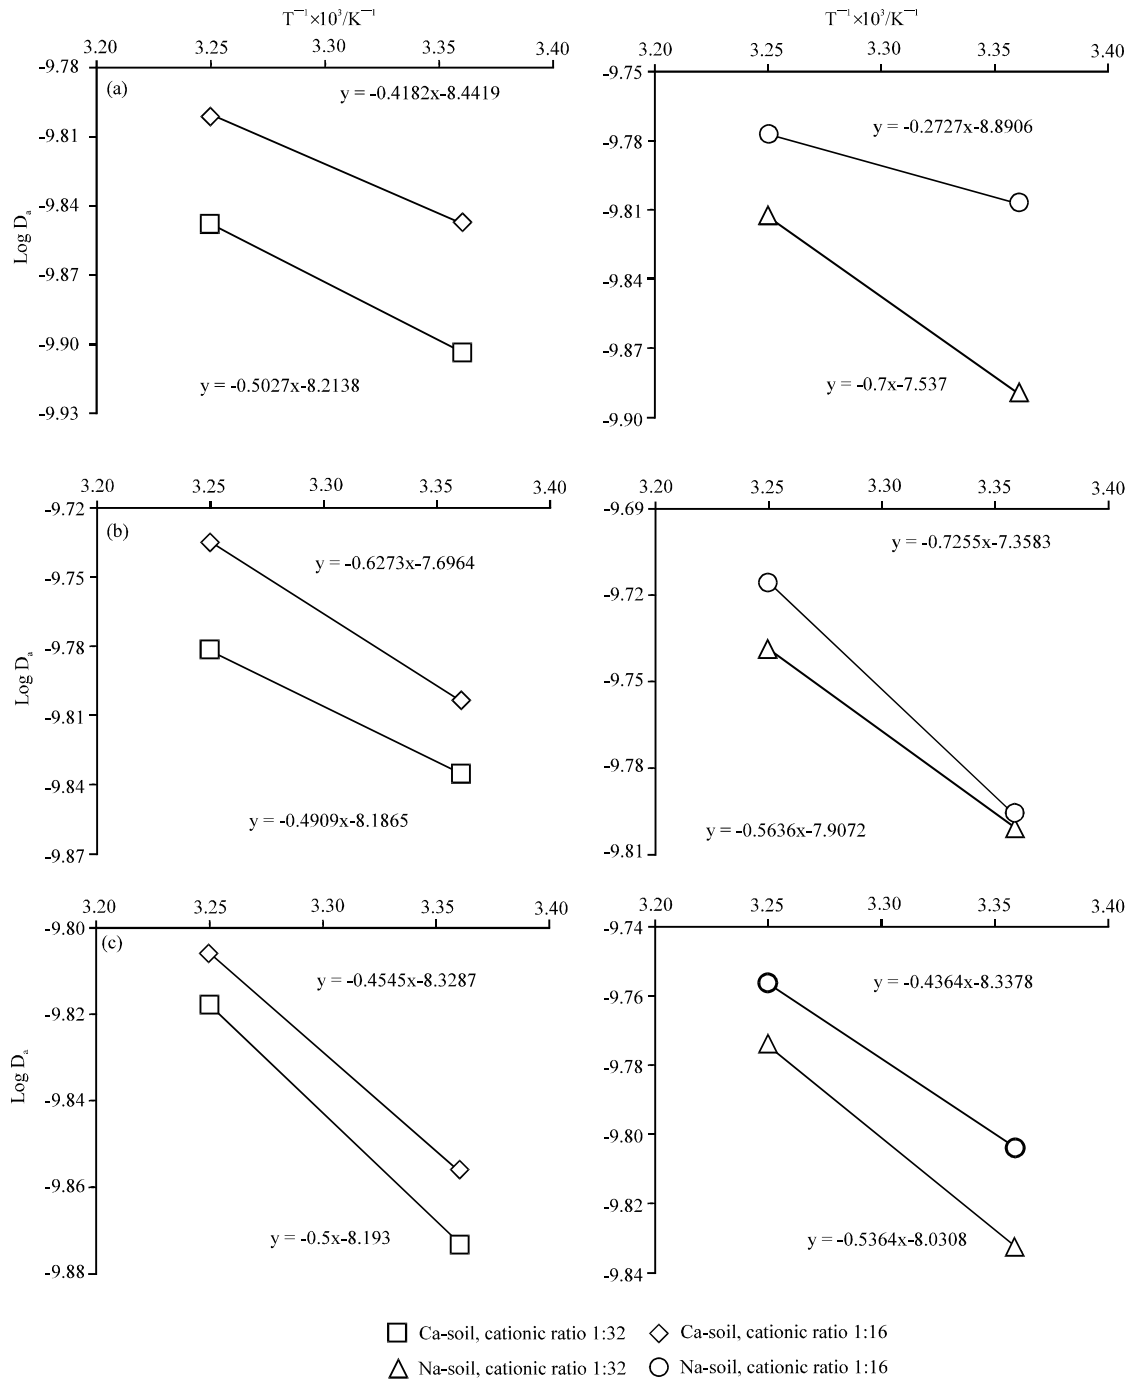 T⁻¹×10³/K⁻¹
3.20 3.25 3.30 3.35 3.40
-9.78
(a)
y = -0.4182x-8.4419
-9.81
-9.84
Log Dₐ
-9.87
-9.90
y = -0.5027x-8.2138
-9.93
T⁻¹×10³/K⁻¹
3.20 3.25 3.30 3.35 3.40
-9.75
y = -0.2727x-8.8906
-9.78
-9.81
-9.84
-9.87
y = -0.7x-7.537
-9.90
3.20 3.25 3.30 3.35 3.40
-9.72
(b)
y = -0.6273x-7.6964
-9.75
-9.78
Log Dₐ
-9.81
-9.84
y = -0.4909x-8.1865
-9.87
3.20 3.25 3.30 3.35 3.40
-9.69
y = -0.7255x-7.3583
-9.72
-9.75
-9.78
y = -0.5636x-7.9072
-9.81
3.20 3.25 3.30 3.35 3.40
-9.80
(c)
y = -0.4545x-8.3287
-9.82
-9.84
Log Dₐ
-9.86
y = -0.5x-8.193
-9.88
3.20 3.25 3.30 3.35 3.40
-9.74
-9.76
y = -0.4364x-8.3378
-9.78
-9.80
-9.82
y = -0.5364x-8.0308
-9.84
Ca-soil, cationic ratio 1:32 Ca-soil, cationic ratio 1:16
Na-soil, cationic ratio 1:32 Na-soil, cationic ratio 1:16